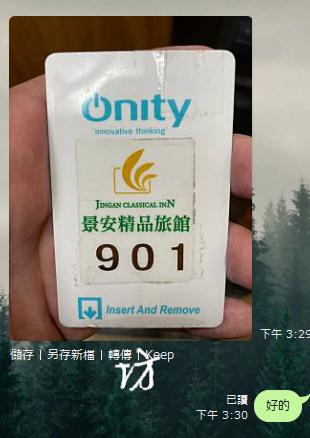 Onity
innovative thinking
JINGAN CLASSICAL INN
景安精品旅館
901
Insert And Remove
下午 3:29
儲存 | 另存新檔 | 轉傳 | Keep
已讀
下午 3:30
好的